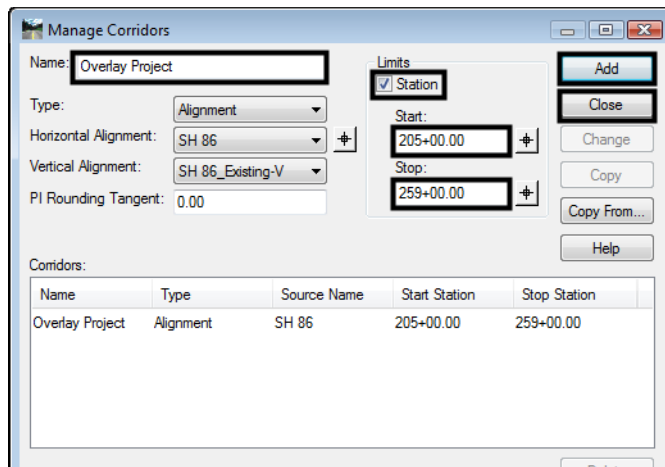 Manage Corridors
Name: Overlay Project
Limits
Add
Station
Type: Alignment
Start:
Close
Horizontal Alignment: SH 86
205+00.00
Change
Vertical Alignment: SH 86_Existing-V
Stop:
Copy
PI Rounding Tangent: 0.00
259+00.00
Copy From...
Help
Corridors:
Name Type Source Name Start Station Stop Station
Overlay Project Alignment SH 86 205+00.00 259+00.00